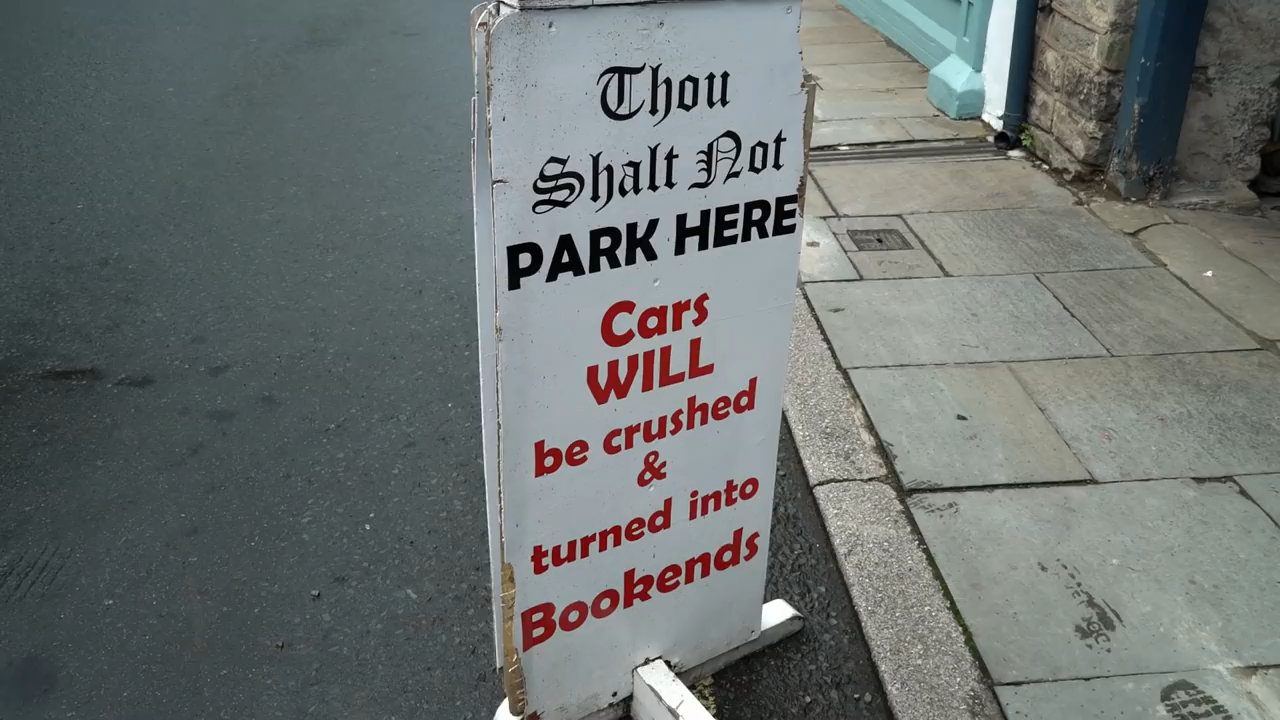 Thou
Shalt Not
PARK HERE
Cars
WILL
be crushed
&
turned into
Bookends